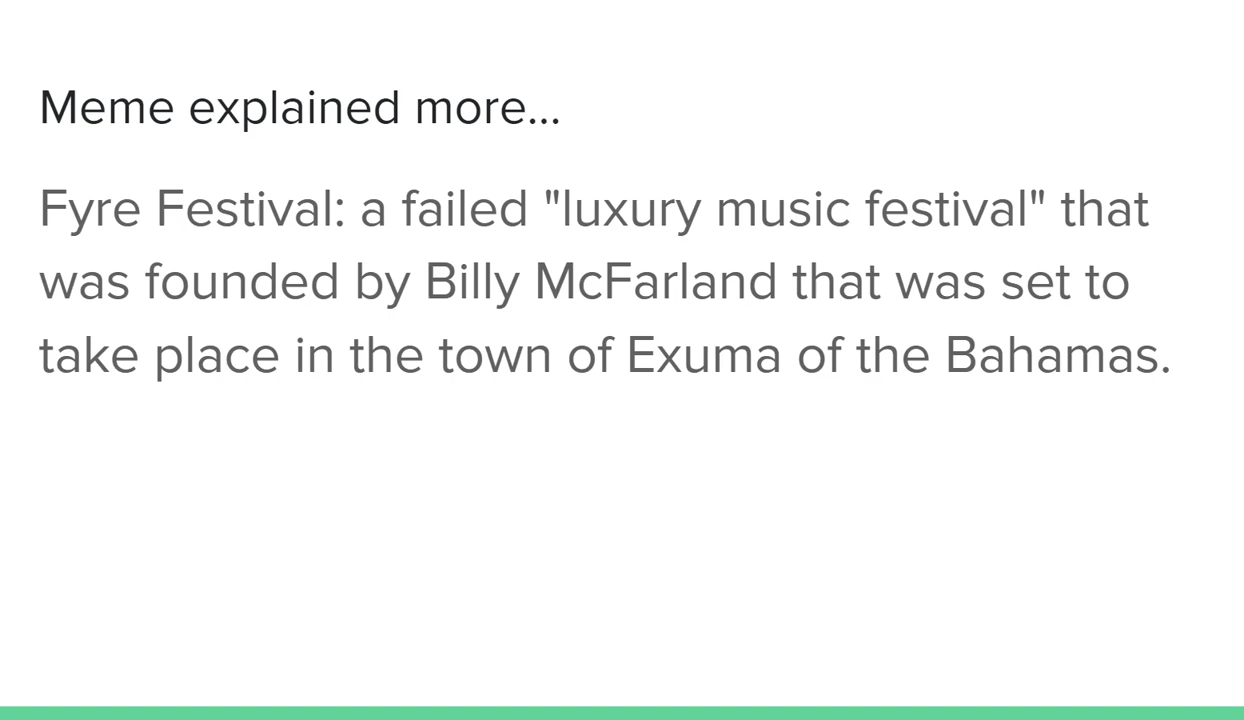 Meme explained more...
Fyre Festival: a failed "luxury music festival" that
was founded by Billy McFarland that was set to
take place in the town of Exuma of the Bahamas.